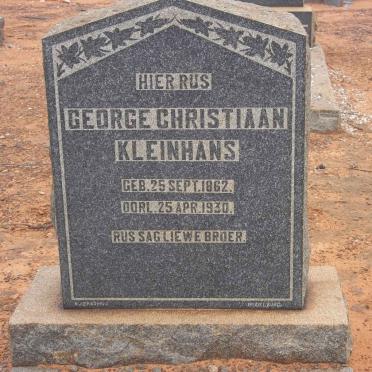 HIER RUS
GEORGE CHRISTIAAN
KLEINHANS
GEB. 25 SEPT. 1862.
OORL. 25 APR. 1930.
RUS SAG LIEWE BROER.